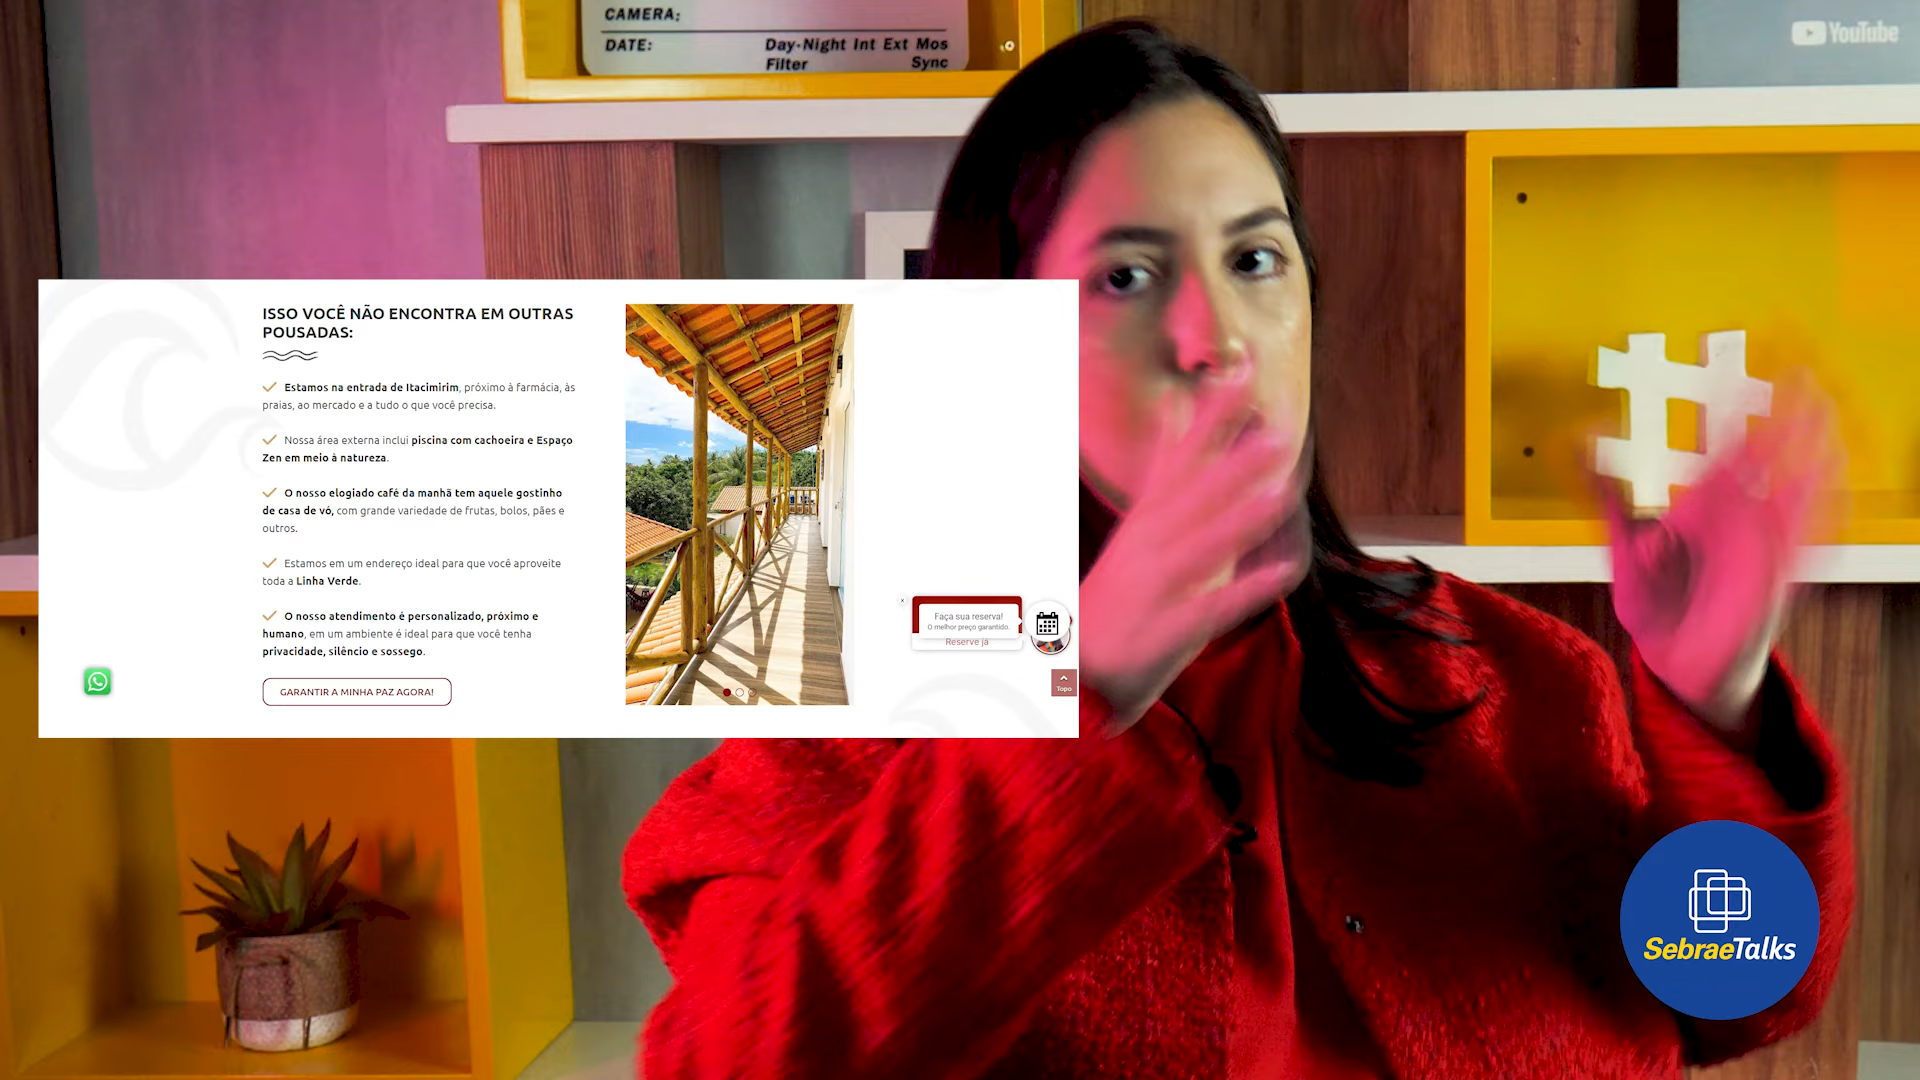 CAMERA:
DATE:
Day-Night Int Ext Mos
Filter
Sync
YouTube
ISSO VOCÊ NÃO ENCONTRA EM OUTRAS
POUSADAS:
Estamos na entrada de Itacimirim, próximo à farmácia, às
praias, ao mercado e a tudo o que você precisa.
Nossa área externa inclui piscina com cachoeira e Espaço
Zen em meio à natureza.
O nosso elogiado café da manhã tem aquele gostinho
de casa de vó, com grande variedade de frutas, bolos, pães e
outros.
Estamos em um endereço ideal para que você aproveite
toda a Linha Verde.
O nosso atendimento é personalizado, próximo e
humano, em um ambiente é ideal para que você tenha
privacidade, silêncio e sossego.
GARANTIR A MINHA PAZ AGORA!
x
Faça sua reserva!
O melhor preço garantido.
Reserve já
Topo
SebraeTalks